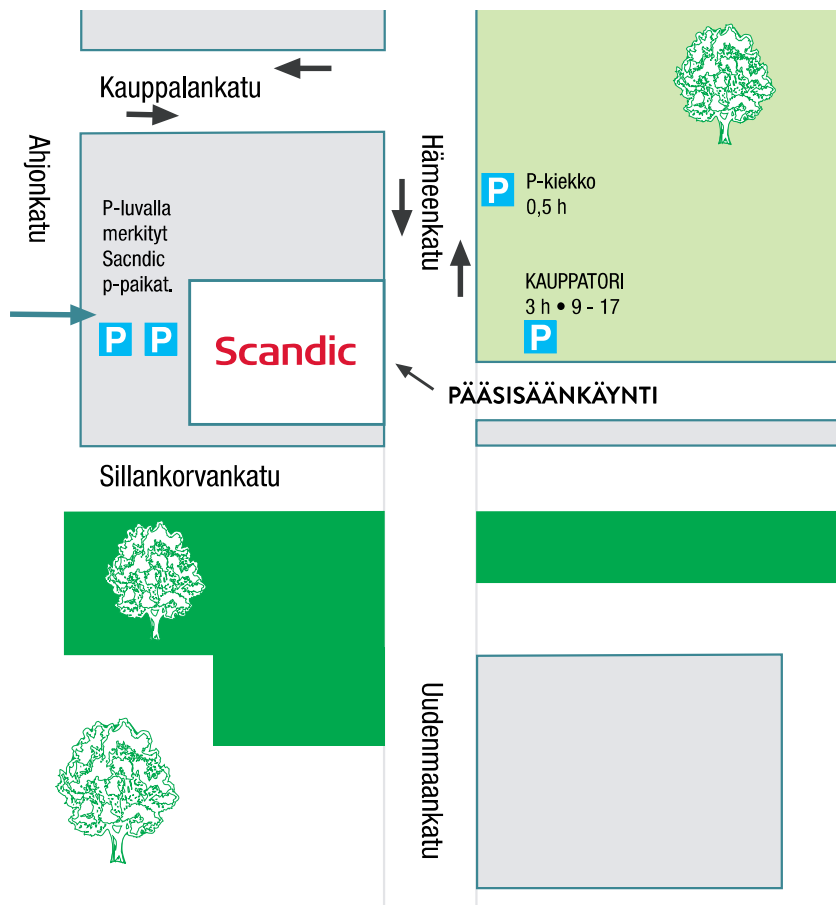 Kauppalankatu
Ahjonkatu
Hämeenkatu
P-luvalla
merkityt
Sacndic
p-paikat.
P P
Scandic
P
P-kiekko
0,5 h
KAUPPATORI
3 h • 9 - 17
P
PÄÄSISÄÄNKÄYNTI
Sillankorvankatu
Uudenmaankatu